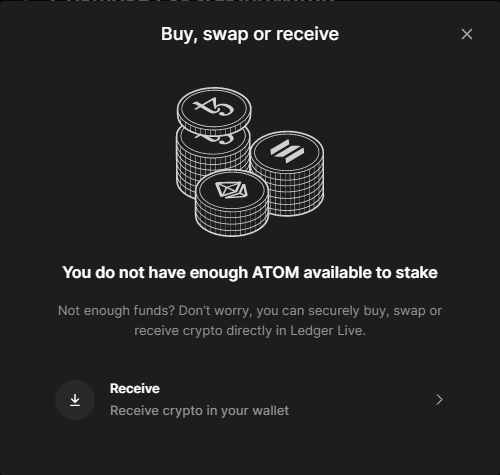 Buy, swap or receive
You do not have enough ATOM available to stake
Not enough funds? Don't worry, you can securely buy, swap or
receive crypto directly in Ledger Live.
Receive
Receive crypto in your wallet